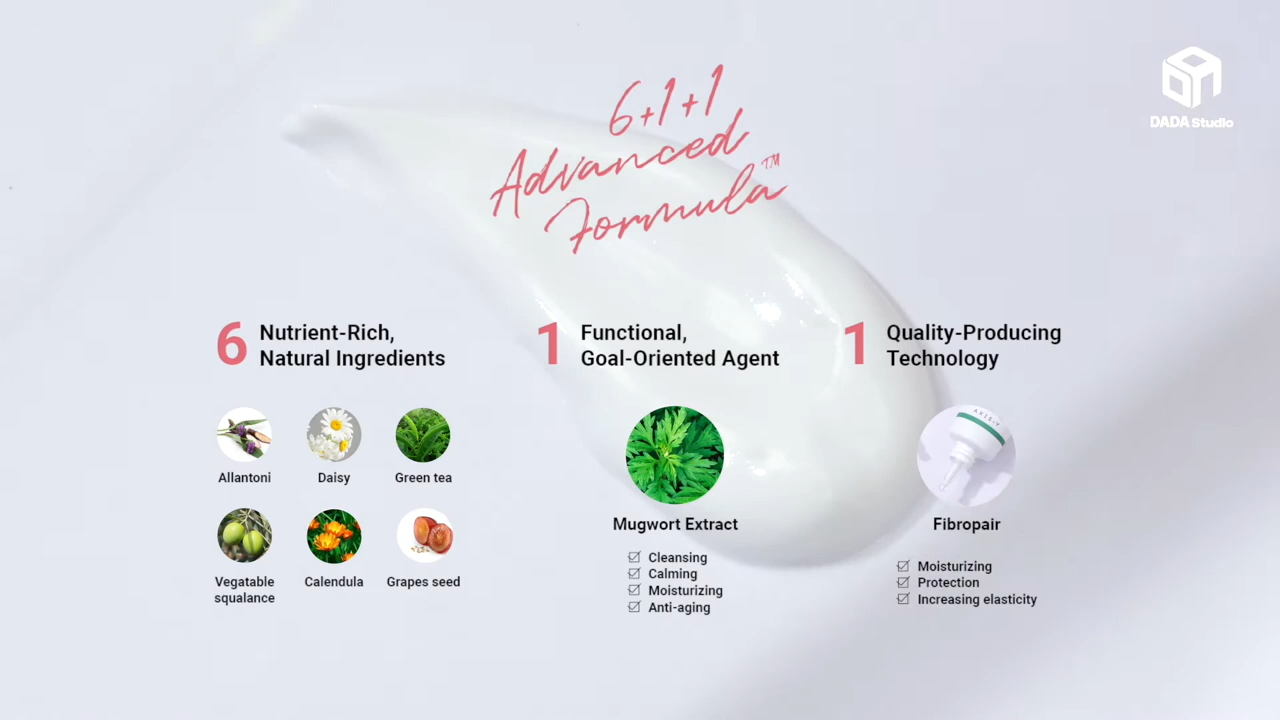 6+1+1
Advanced
Formula™
DADA Studio
6 Nutrient-Rich,
Natural Ingredients
Allantoni
Daisy
Green tea
Vegatable
squalance
Calendula
Grapes seed
1 Functional,
Goal-Oriented Agent
Mugwort Extract
Cleansing
Calming
Moisturizing
Anti-aging
1 Quality-Producing
Technology
AXIS-Y
Fibropair
Moisturizing
Protection
Increasing elasticity